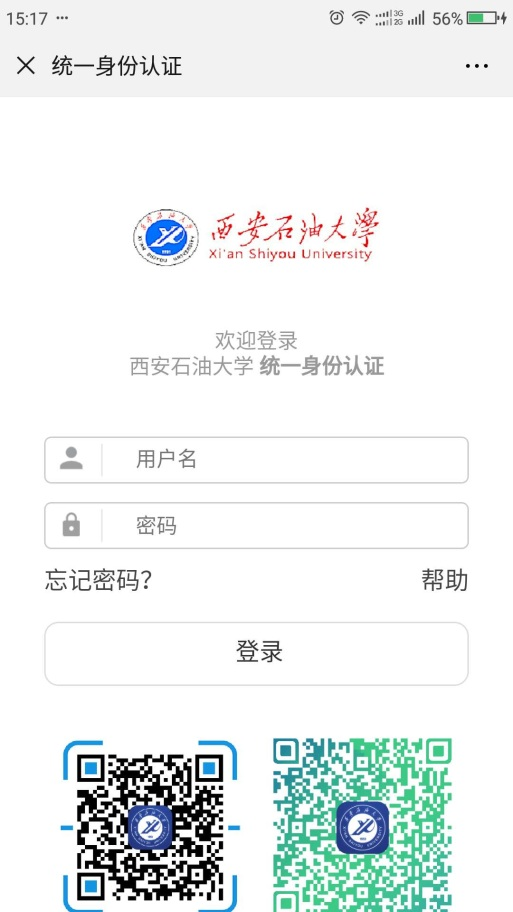 15:17 ··· 3G 2G 56%
统一身份认证 ···
西安石油大学
Xi'an Shiyou University
欢迎登录
西安石油大学 统一身份认证
用户名
密码
忘记密码？ 帮助
登录